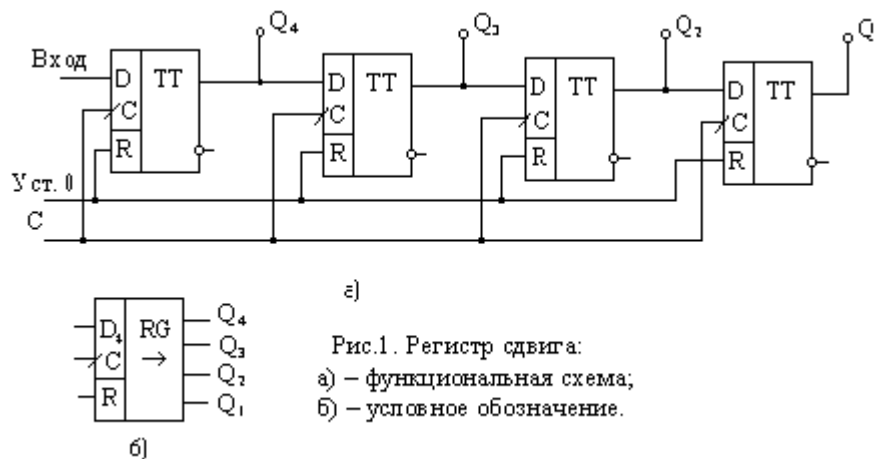 Q₄ Q₃ Q₂ Q
Вход
D TT D TT D TT D TT
C C C C
R R R R
Уст. 0
C
а)
D₄ RG Q₄
C → Q₃
Q₂
R Q₁
б)
Рис.1. Регистр сдвига:
а) – функциональная схема;
б) – условное обозначение.